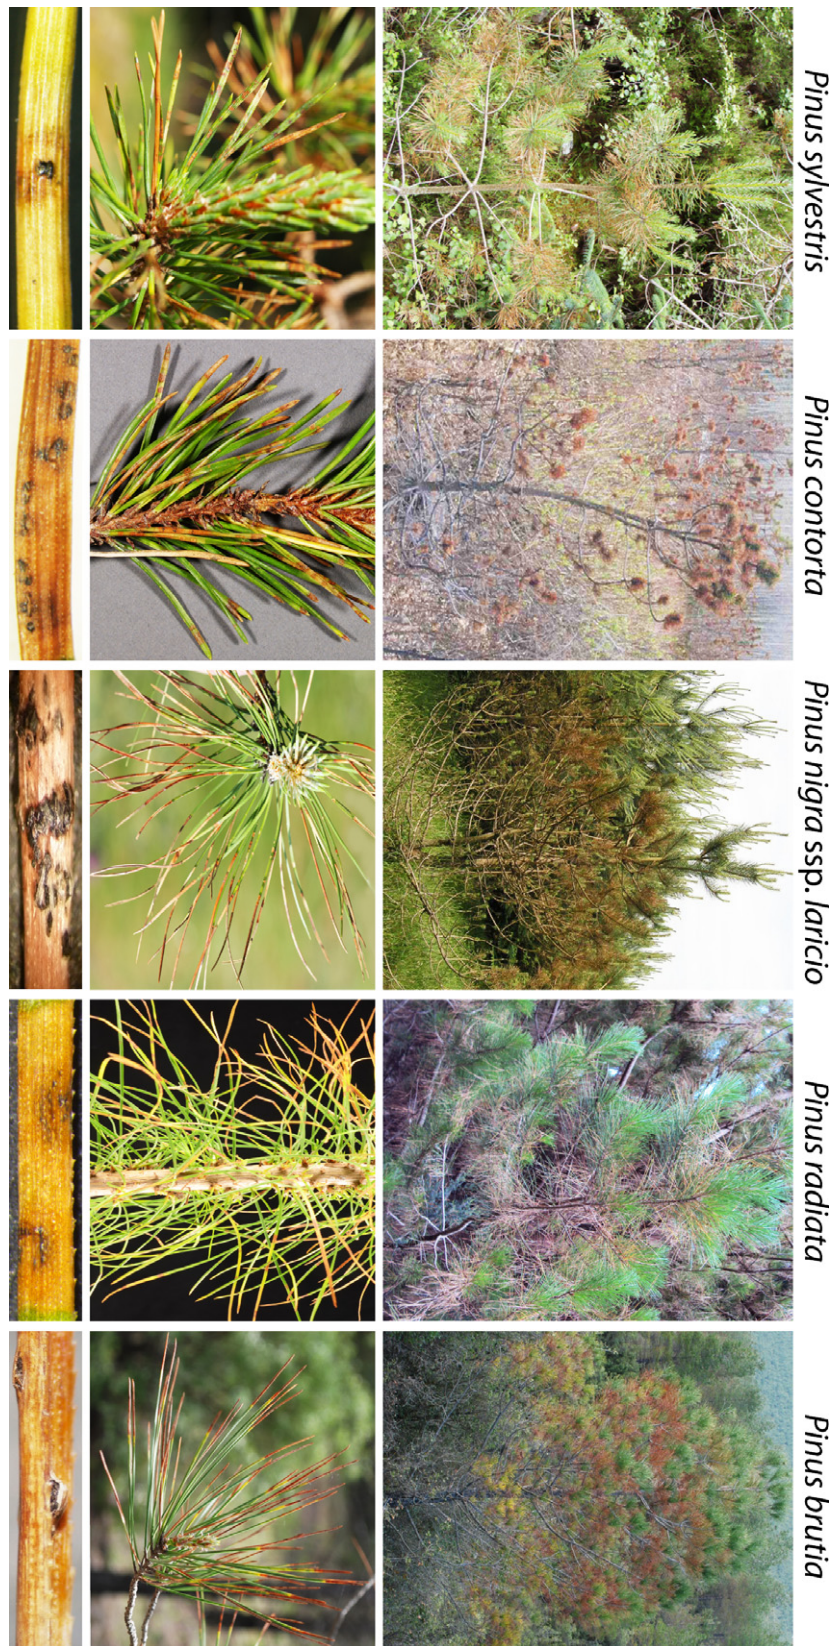 Pinus sylvestris
Pinus contorta
Pinus nigra ssp. laricio
Pinus radiata
Pinus brutia